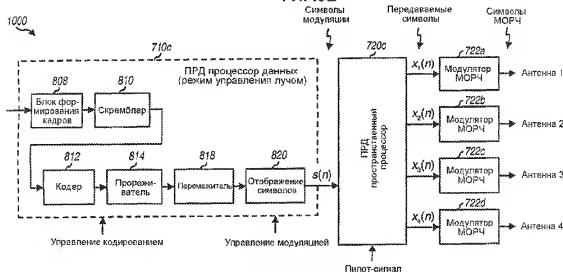 Символы
модуляции
Передаваемые
символы
Символы
МОРЧ
1000
710c
ПРД процессор данных
(режим управления лучом)
808
Блок фор-
мирования
кадров
810
Скремблер
812
Кодер
814
Прорежи-
ватель
818
Перемежитель
820
Отображение
символов
s(n)
720c
ПРД
пространственный
процессор
x1(n)
722a
Модулятор
МОРЧ
Антенна 1
x2(n)
722b
Модулятор
МОРЧ
Антенна 2
x3(n)
722c
Модулятор
МОРЧ
Антенна 3
x4(n)
722d
Модулятор
МОРЧ
Антенна 4
Управление кодированием
Управление модуляцией
Пилот-сигнал